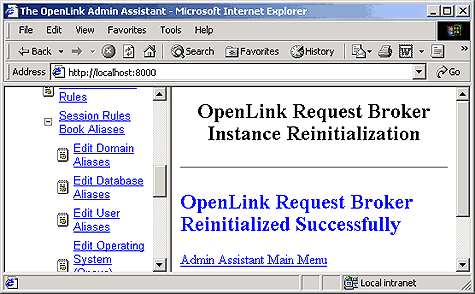 The OpenLink Admin Assistant - Microsoft Internet Explorer
File Edit View Favorites Tools Help
Back Search Favorites History
Address http://localhost:8000 Go
Rules
Session Rules
Book Aliases
Edit Domain
Aliases
Edit Database
Aliases
Edit User
Aliases
Edit Operating
System
OpenLink Request Broker
Instance Reinitialization
OpenLink Request Broker
Reinitialized Successfully
Admin Assistant Main Menu
Local intranet